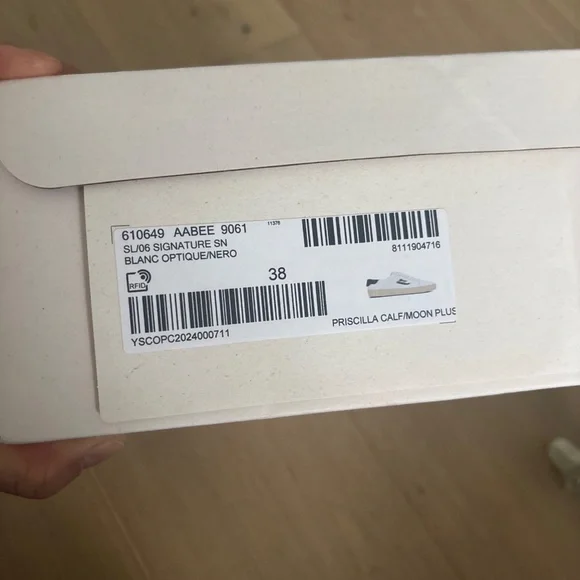 610649 AABEE 9061
11376
SL/06 SIGNATURE SN
BLANC OPTIQUE/NERO
8111904716
RFID
38
YSCOPC2024000711
PRISCILLA CALF/MOON PLUS